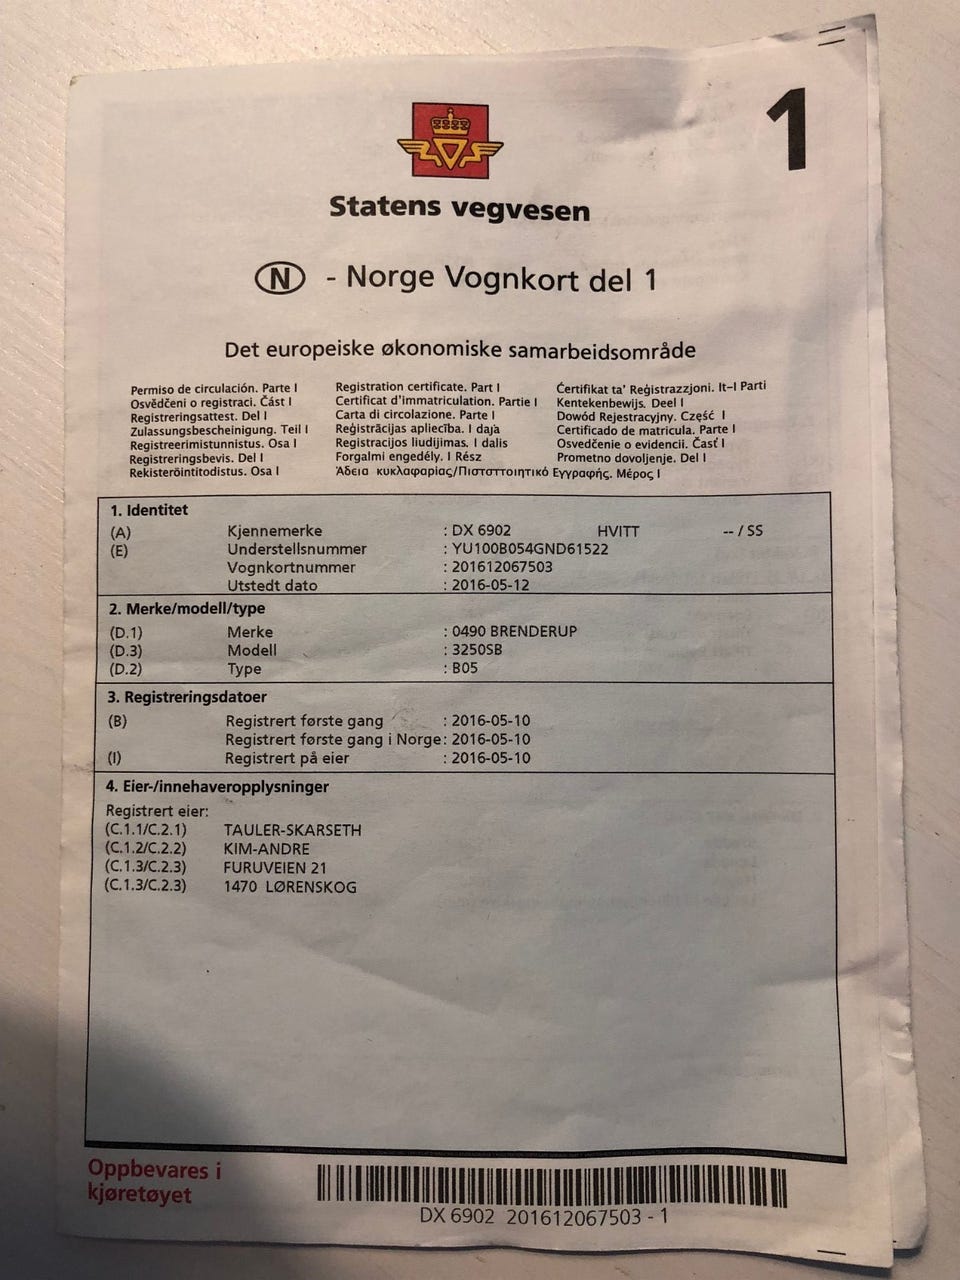 1
Statens vegvesen
N - Norge Vognkort del 1
Det europeiske økonomiske samarbeidsområde
Permiso de circulación. Parte I
Osvědčeni o registraci. Část I
Registreringsattest. Del I
Zulassungsbescheinigung. Teil I
Registreerimistunnistus. Osa I
Registreringsbevis. Del I
Rekisteröintitodistus. Osa I
Registration certificate. Part I
Certificat d'immatriculation. Partie I
Carta di circolazione. Parte I
Reģistrācijas apliecība. I daja
Registracijos liudijimas. I dalis
Forgalmi engedély. I Rész
Άδεια κυκλαφαρίας/Πιστσττοιητικό Εγγραφής. Μέρος Ι
Ċertifikat ta' Reġistrazzjoni. It-I Parti
Kentekenbewijs. Deel I
Dowód Rejestracyjny. Część I
Certificado de matricula. Parte I
Osvedčenie o evidencii. Časť I
Prometno dovoljenje. Del I
1. Identitet
(A) Kjennemerke : DX 6902 HVITT -- / SS
(E) Understellsnummer : YU100B054GND61522
Vognkortnummer : 201612067503
Utstedt dato : 2016-05-12
2. Merke/modell/type
(D.1) Merke : 0490 BRENDERUP
(D.3) Modell : 3250SB
(D.2) Type : B05
3. Registreringsdatoer
(B) Registrert første gang : 2016-05-10
Registrert første gang i Norge: 2016-05-10
(I) Registrert på eier : 2016-05-10
4. Eier-/innehaveropplysninger
Registrert eier:
(C.1.1/C.2.1) TAULER-SKARSETH
(C.1.2/C.2.2) KIM-ANDRE
(C.1.3/C.2.3) FURUVEIEN 21
(C.1.3/C.2.3) 1470 LØRENSKOG
Oppbevares i
kjøretøyet
DX 6902 201612067503 - 1